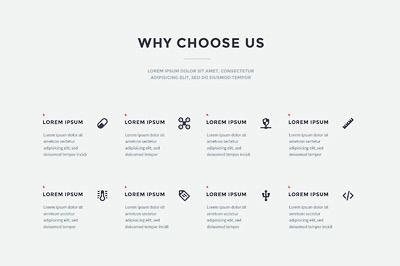 WHY CHOOSE US
LOREM IPSUM DOLOR SIT AMET, CONSECTETUR
ADIPISICING ELIT, SED DO EIUSMOD TEMPOR
LOREM IPSUM
Lorem ipsum dolor sit
ametcon sectetur
adipisicing elit, sed
doeiusmod tempor incidi
LOREM IPSUM
Lorem ipsum dolor sit
ametcon sectetur
adipisicing elit, sed
doeiusmod tempor
LOREM IPSUM
Lorem ipsum dolor sit
ametcon sectetur
adipisicing elit, sed
doeiusmod tempor
LOREM IPSUM
Lorem ipsum dolor sit
ametcon sectetur
adipisicing elit, sed
doeiusmod tempor incididunt
LOREM IPSUM
Lorem ipsum dolor sit
ametcon sectetur
adipisicing elit, sed
doeiusmod tempor
LOREM IPSUM
Lorem ipsum dolor sit
ametcon sectetur
adipisicing elit, sed
doeiusmod tempor incidi
LOREM IPSUM
Lorem ipsum dolor sit
ametcon sectetur
adipisicing elit, sed
doeiusmod tempor
LOREM IPSUM
Lorem ipsum dolor sit
ametcon sectetur
adipisicing elit, sed
doeiusmod tempor